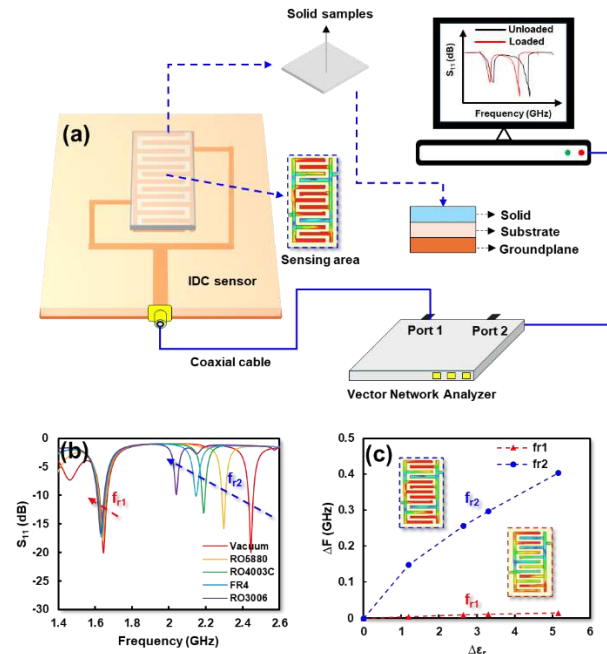 Solid samples
Unloaded
Loaded
S11 (dB)
Frequency (GHz)
(a)
Sensing area
IDC sensor
Solid
Substrate
Groundplane
Coaxial cable
Port 1
Port 2
Vector Network Analyzer
(b)
0
-5
-10
-15
-20
-25
-30
S11 (dB)
fr1
fr2
Vacuum
RO5880
RO4003C
FR4
RO3006
1.4
1.6
1.8
2
2.2
2.4
2.6
Frequency (GHz)
(c)
fr1
fr2
0.5
0.4
0.3
0.2
0.1
0
ΔF (GHz)
fr2
fr1
0
1
2
3
4
5
6
Δεr